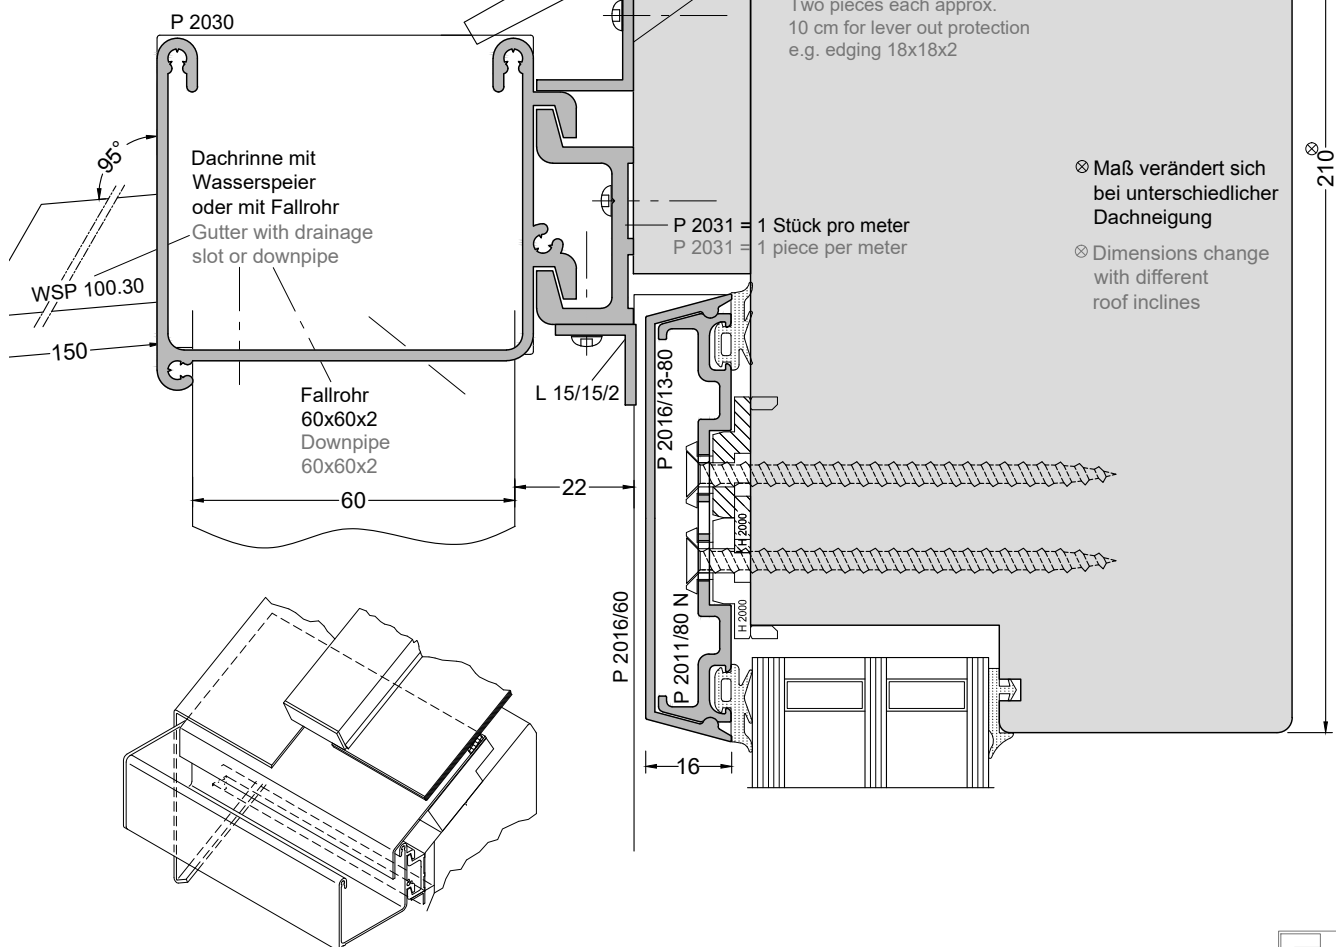 Two pieces each approx.
10 cm for lever out protection
e.g. edging 18x18x2
P 2030
95°
Dachrinne mit
Wasserspeier
oder mit Fallrohr
Gutter with drainage
slot or downpipe
WSP 100.30
150
P 2031 = 1 Stück pro meter
P 2031 = 1 piece per meter
⊗ Maß verändert sich
bei unterschiedlicher
Dachneigung
⊗ Dimensions change
with different
roof inclines
210⊗
Fallrohr
60x60x2
Downpipe
60x60x2
L 15/15/2
P 2016/13-80
22
60
H 2000
H 2000
P 2016/60
P 2011/80 N
16